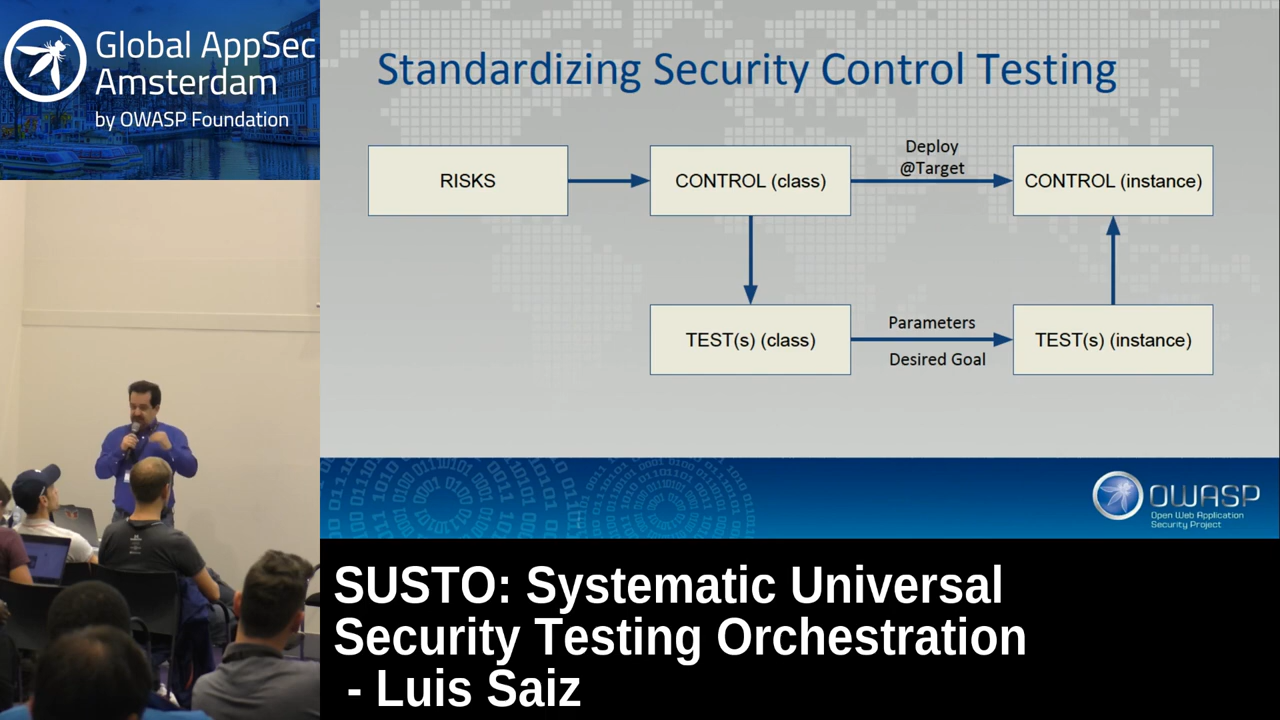 Global AppSec
Amsterdam
by OWASP Foundation
Standardizing Security Control Testing
RISKS
CONTROL (class)
Deploy
@Target
CONTROL (instance)
TEST(s) (class)
Parameters
Desired Goal
TEST(s) (instance)
OWASP
Open Web Application
Security Project
SUSTO: Systematic Universal
Security Testing Orchestration
- Luis Saiz